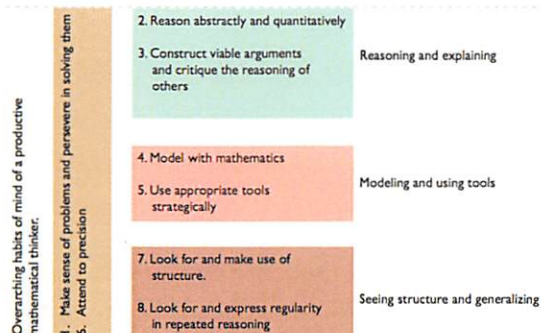 Overarching habits of mind of a productive
mathematical thinker.
1. Make sense of problems and persevere in solving them
6. Attend to precision
2. Reason abstractly and quantitatively
3. Construct viable arguments
and critique the reasoning of
others
Reasoning and explaining
4. Model with mathematics
5. Use appropriate tools
strategically
Modeling and using tools
7. Look for and make use of
structure.
8. Look for and express regularity
in repeated reasoning
Seeing structure and generalizing